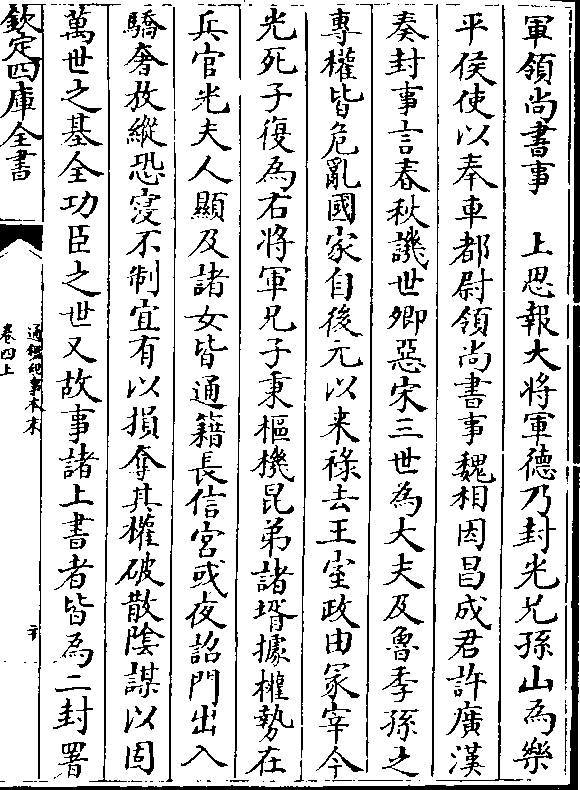 軍領尚書事　上思報大將軍德乃封光兄孫山為樂
平侯使以奉車都尉領尚書事魏相因昌成君許廣漢
奏封事言春秋譏世卿惡宋三世為大夫及魯季孫之
專權皆危亂國家自後元以来祿去王室政由冡宰今
光死子復為右將軍兄子秉樞機昆弟諸壻據權勢在
兵官光夫人顯及諸女皆通籍長信宮或夜詔門出入
驕奢放縱恐寖不制宜有以損奪其權破散陰謀以固
萬世之基全功臣之世又故事諸上書者皆為二封署
欽定四庫全書
通鑑紀事本末
卷四上